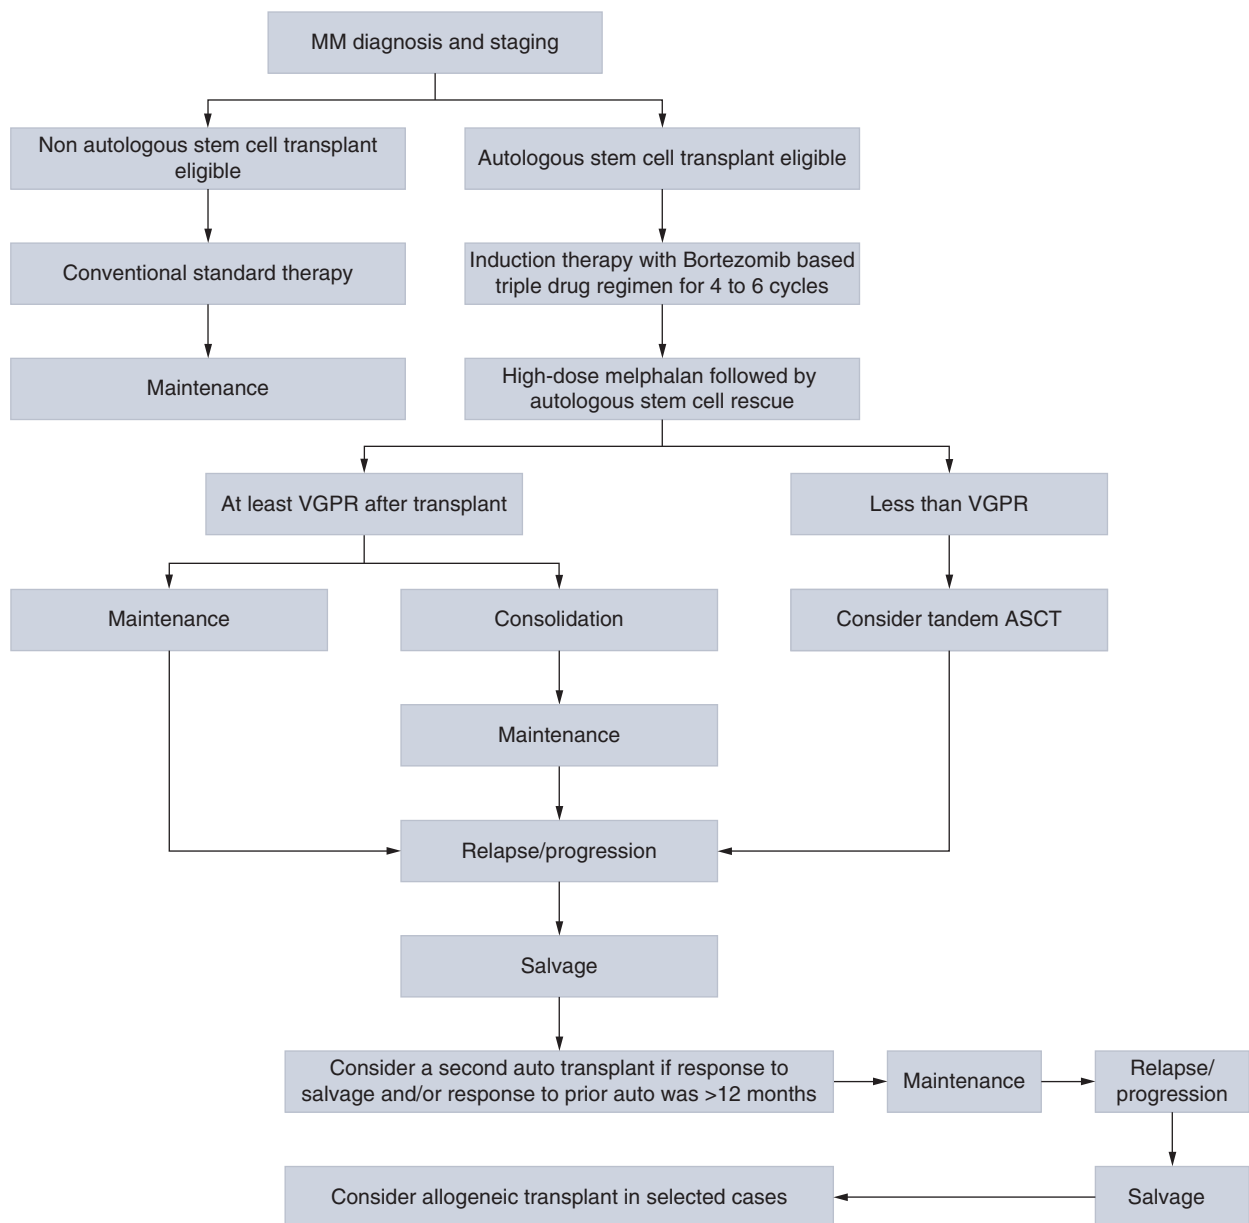 MM diagnosis and staging
Non autologous stem cell transplant
eligible
Autologous stem cell transplant eligible
Conventional standard therapy
Induction therapy with Bortezomib based
triple drug regimen for 4 to 6 cycles
Maintenance
High-dose melphalan followed by
autologous stem cell rescue
At least VGPR after transplant
Less than VGPR
Maintenance
Consolidation
Consider tandem ASCT
Maintenance
Relapse/progression
Salvage
Consider a second auto transplant if response to
salvage and/or response to prior auto was >12 months
Maintenance
Relapse/
progression
Consider allogeneic transplant in selected cases
Salvage